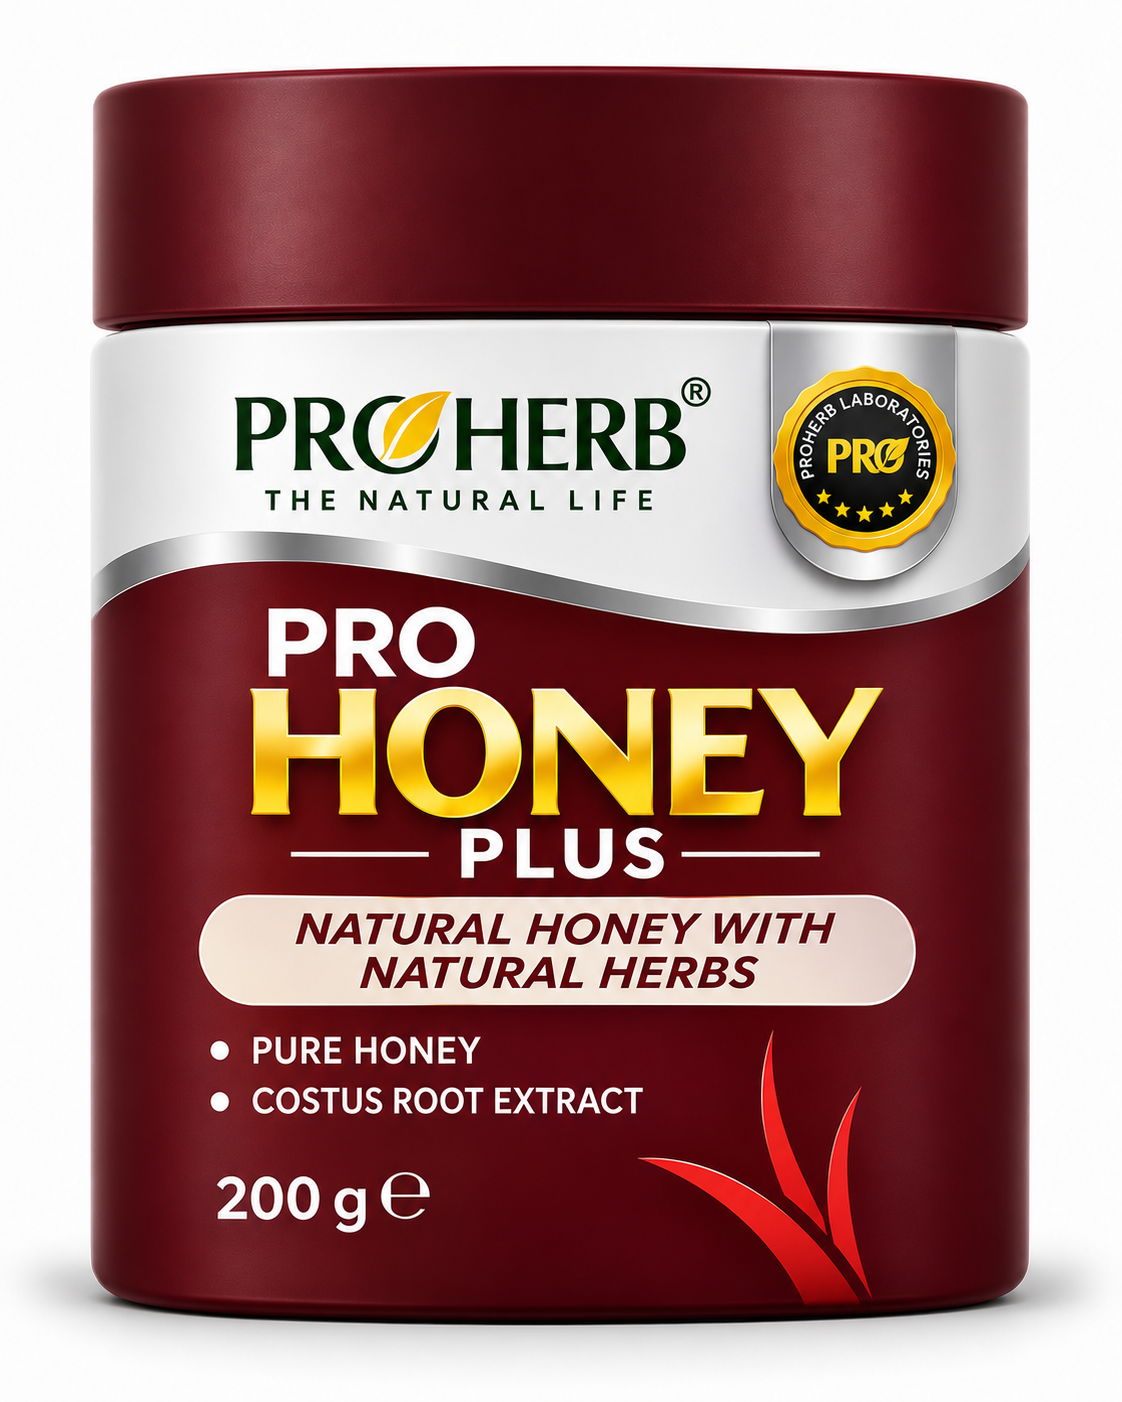 PROHERB®
THE NATURAL LIFE
PROHERB LABORATORIES
PRO
PRO
HONEY
PLUS
NATURAL HONEY WITH
NATURAL HERBS
• PURE HONEY
• COSTUS ROOT EXTRACT
200 g ℮